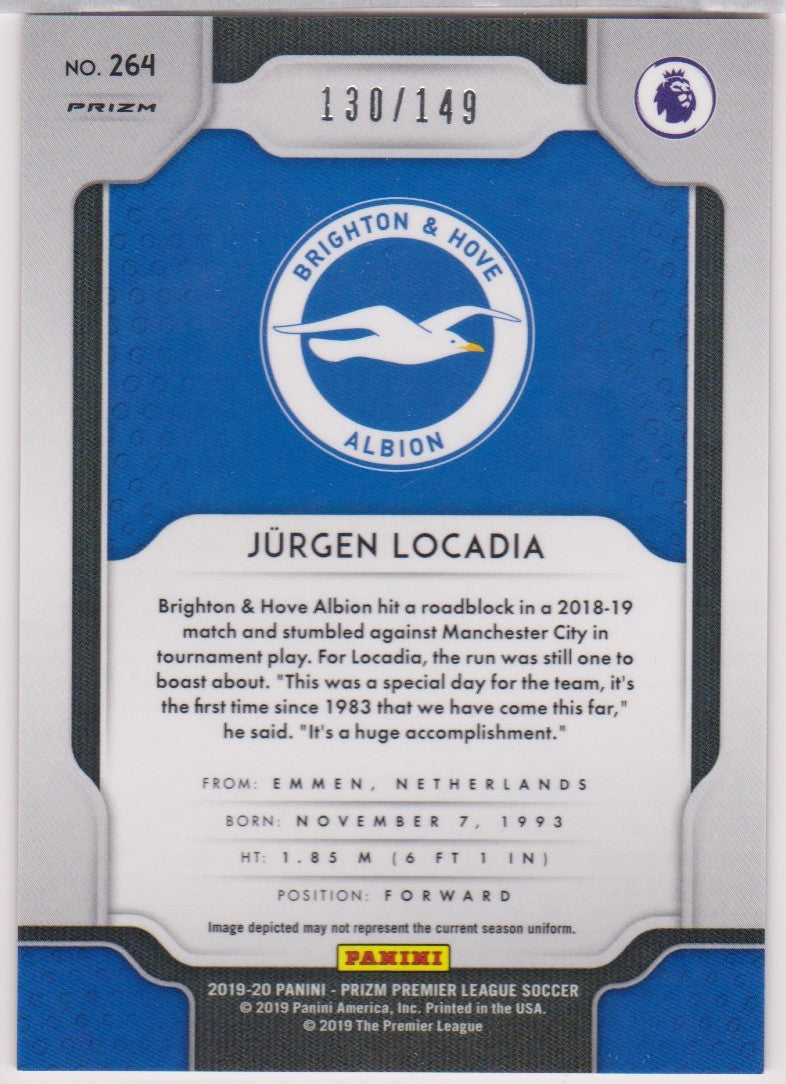 NO. 264
PRIZM
130/149
BRIGHTON & HOVE
ALBION
JÜRGEN LOCADIA
Brighton & Hove Albion hit a roadblock in a 2018-19
match and stumbled against Manchester City in
tournament play. For Locadia, the run was still one to
boast about. "This was a special day for the team, it's
the first time since 1983 that we have come this far,"
he said. "It's a huge accomplishment."
FROM: EMMEN, NETHERLANDS
BORN: NOVEMBER 7, 1993
HT: 1.85 M (6 FT 1 IN)
POSITION: FORWARD
Image depicted may not represent the current season uniform.
PANINI
2019-20 PANINI - PRIZM PREMIER LEAGUE SOCCER
© 2019 Panini America, Inc. Printed in the USA.
© 2019 The Premier League